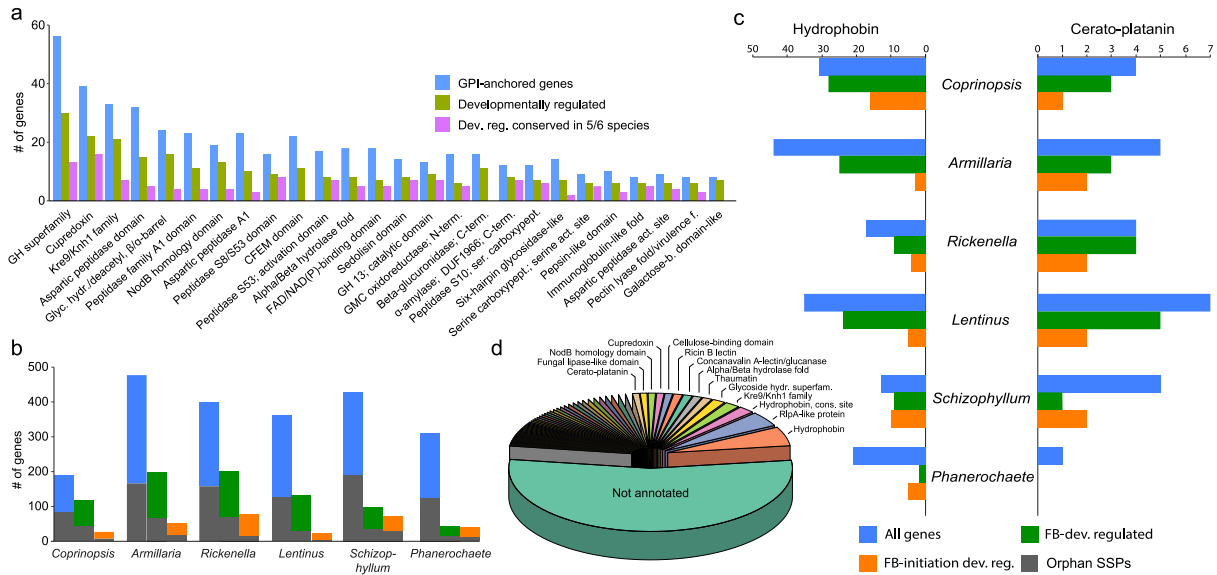 a
# of genes
60
40
20
0
GPI-anchored genes
Developmentally regulated
Dev. reg. conserved in 5/6 species
GH superfamily
Cupredoxin
Kre9/Knh1 family
Aspartic peptidase domain
Glyc. hydr./deacetyl, β/α-barrel
Peptidase family A1 domain
NodB homology domain
Aspartic peptidase A1
Peptidase S8/S53 domain
CFEM domain
Peptidase S53; activation domain
Alpha/Beta hydrolase fold
FAD/NAD(P)-binding domain
Sedolisin domain
GH 13; catalytic domain
GMC oxidoreductase; N-term.
Beta-glucuronidase; C-term.
α-amylase; DUF1966; C-term.
Peptidase S10; ser. carboxypept.
Six-hairpin glycosidase-like
Serine carboxypept.: serine act. site
Pepsin-like domain
Immunoglobulin-like fold
Aspartic peptidase act. site
Pectin lyase fold/virulence f.
Galactose-b. domain-like
b
# of genes
500
400
300
200
100
0
Coprinopsis
Armillaria
Rickenella
Lentinus
Schizop-
hyllum
Phanerochaete
c
Hydrophobin
Cerato-platanin
50 40 30 20 10 0
0 1 2 3 4 5 6 7
Coprinopsis
Armillaria
Rickenella
Lentinus
Schizophyllum
Phanerochaete
d
Cupredoxin
NodB homology domain
Fungal lipase-like domain
Cerato-platanin
Cellulose-binding domain
Ricin B lectin
Concanavalin A-lectin/glucanase
Alpha/Beta hydrolase fold
Thaumatin
Glycoside hydr. superfam.
Kre9/Knh1 family
Hydrophobin, cons. site
RlpA-like protein
Hydrophobin
Not annotated
All genes
FB-dev. regulated
FB-initiation dev. reg.
Orphan SSPs